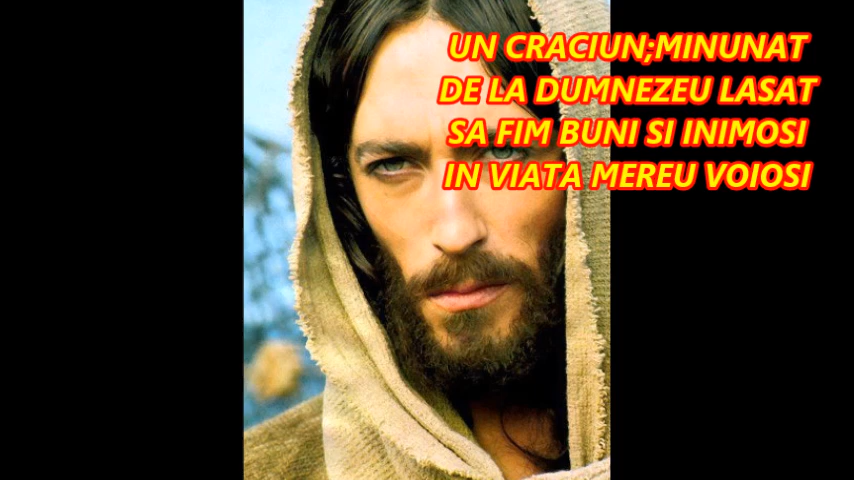 UN CRACIUN;MINUNAT
DE LA DUMNEZEU LASAT
SA FIM BUNI SI INIMOSI
IN VIATA MEREU VOIOSI